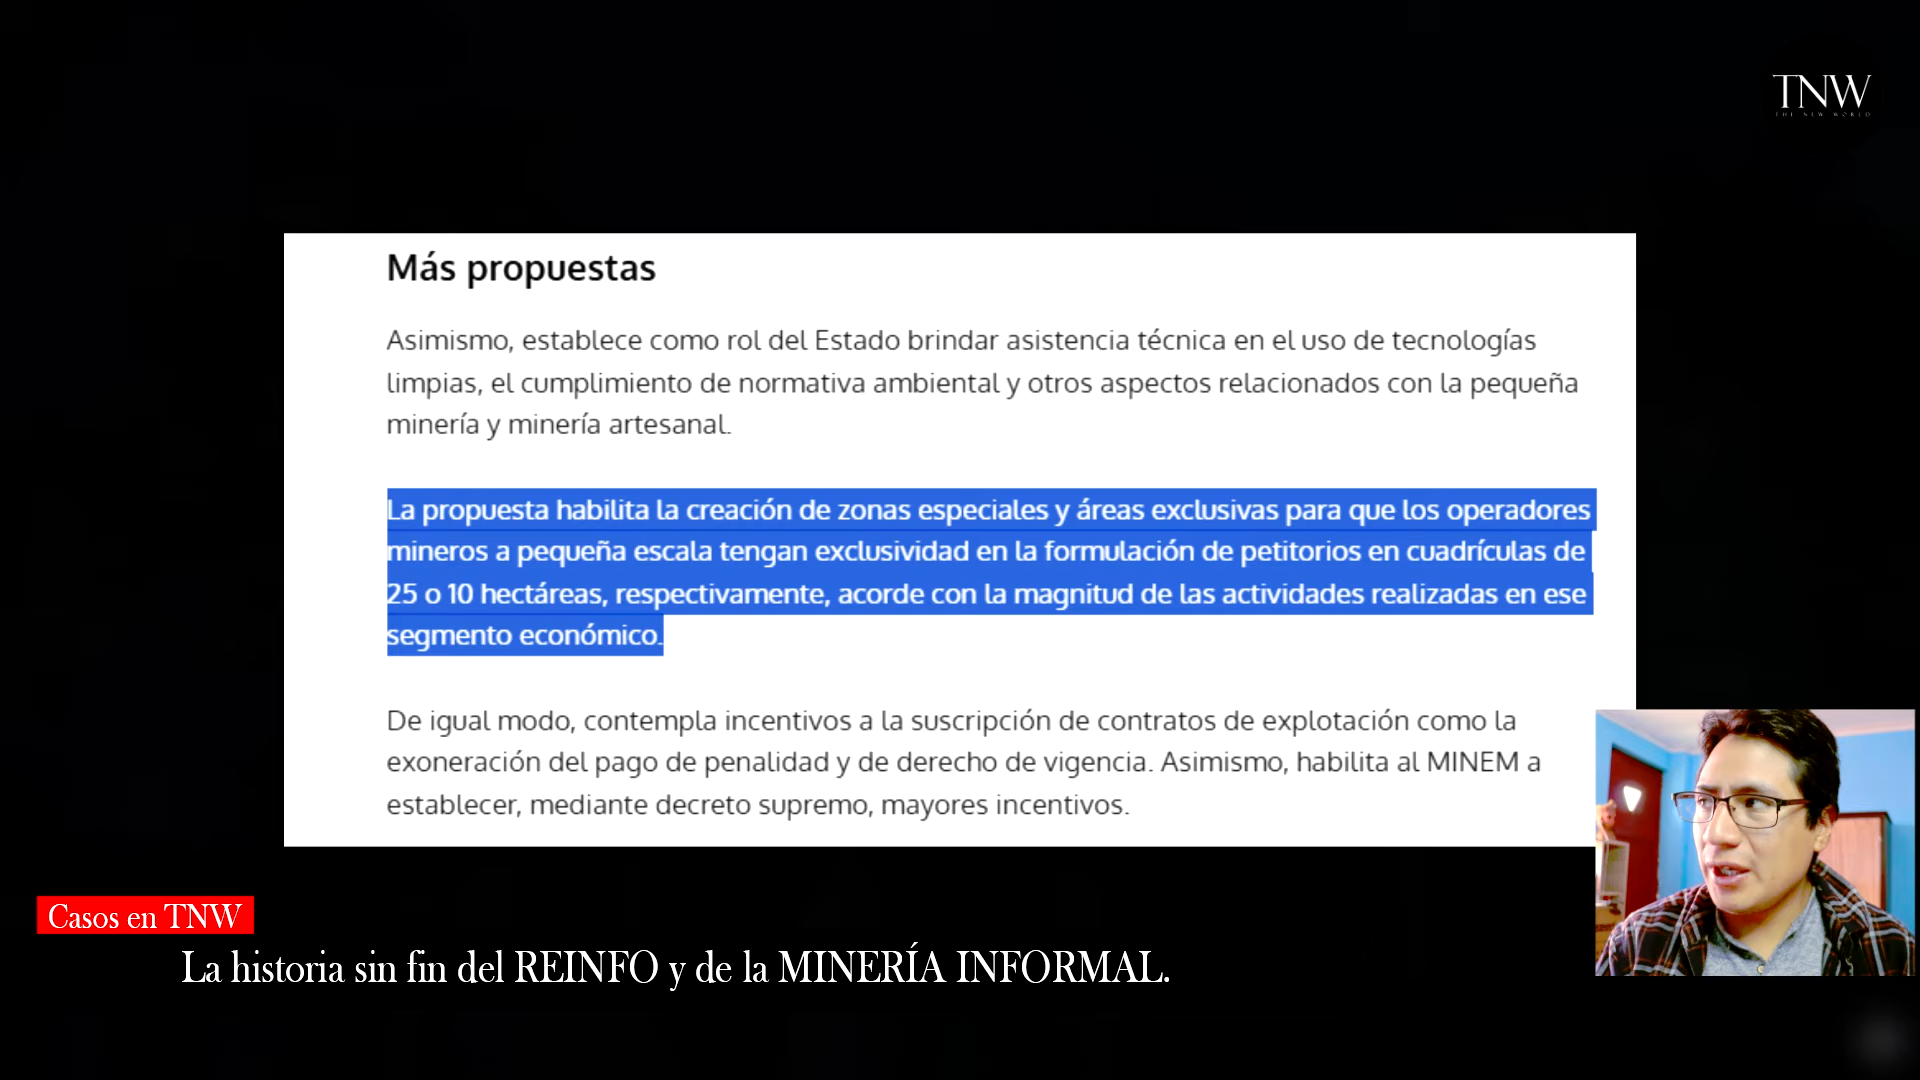 TNW
THE NEW WORLD
Más propuestas
Asimismo, establece como rol del Estado brindar asistencia técnica en el uso de tecnologías
limpias, el cumplimiento de normativa ambiental y otros aspectos relacionados con la pequeña
minería y minería artesanal.
La propuesta habilita la creación de zonas especiales y áreas exclusivas para que los operadores
mineros a pequeña escala tengan exclusividad en la formulación de petitorios en cuadrículas de
25 o 10 hectáreas, respectivamente, acorde con la magnitud de las actividades realizadas en ese
segmento económico.
De igual modo, contempla incentivos a la suscripción de contratos de explotación como la
exoneración del pago de penalidad y de derecho de vigencia. Asimismo, habilita al MINEM a
establecer, mediante decreto supremo, mayores incentivos.
Casos en TNW
La historia sin fin del REINFO y de la MINERÍA INFORMAL.